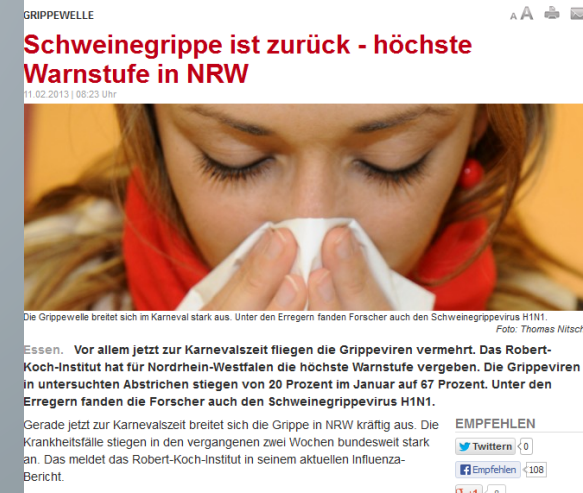 GRIPPEWELLE
A A
Schweinegrippe ist zurück - höchste
Warnstufe in NRW
11.02.2013 | 08:23 Uhr
Die Grippewelle breitet sich im Karneval stark aus. Unter den Erregern fanden Forscher auch den Schweinegrippevirus H1N1.
Foto: Thomas Nitsch
Essen. Vor allem jetzt zur Karnevalszeit fliegen die Grippeviren vermehrt. Das Robert-
Koch-Institut hat für Nordrhein-Westfalen die höchste Warnstufe vergeben. Die Grippeviren
in untersuchten Abstrichen stiegen von 20 Prozent im Januar auf 67 Prozent. Unter den
Erregern fanden die Forscher auch den Schweinegrippevirus H1N1.
Gerade jetzt zur Karnevalszeit breitet sich die Grippe in NRW kräftig aus. Die
Krankheitsfälle stiegen in den vergangenen zwei Wochen bundesweit stark
an. Das meldet das Robert-Koch-Institut in seinem aktuellen Influenza-
Bericht.
EMPFEHLEN
Twittern 0
Empfehlen 108